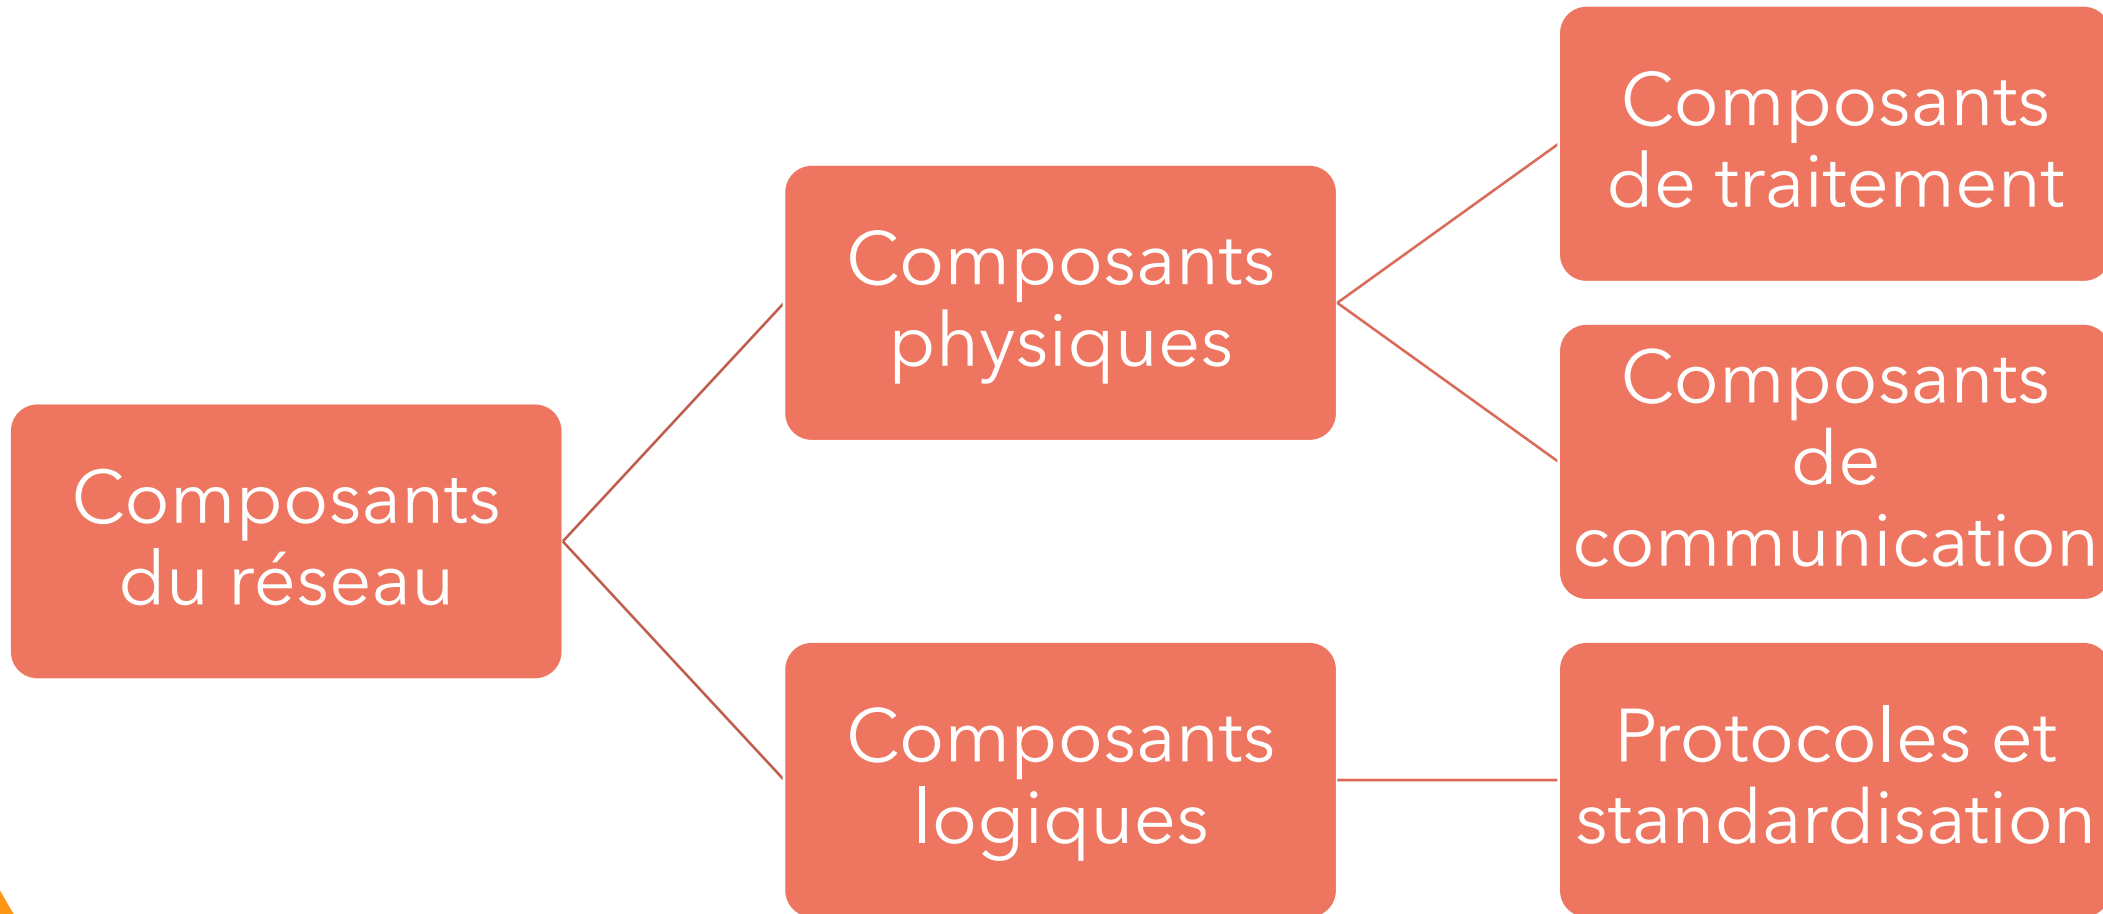 Composants
du réseau
Composants
physiques
Composants
logiques
Composants
de traitement
Composants
de
communication
Protocoles et
standardisation